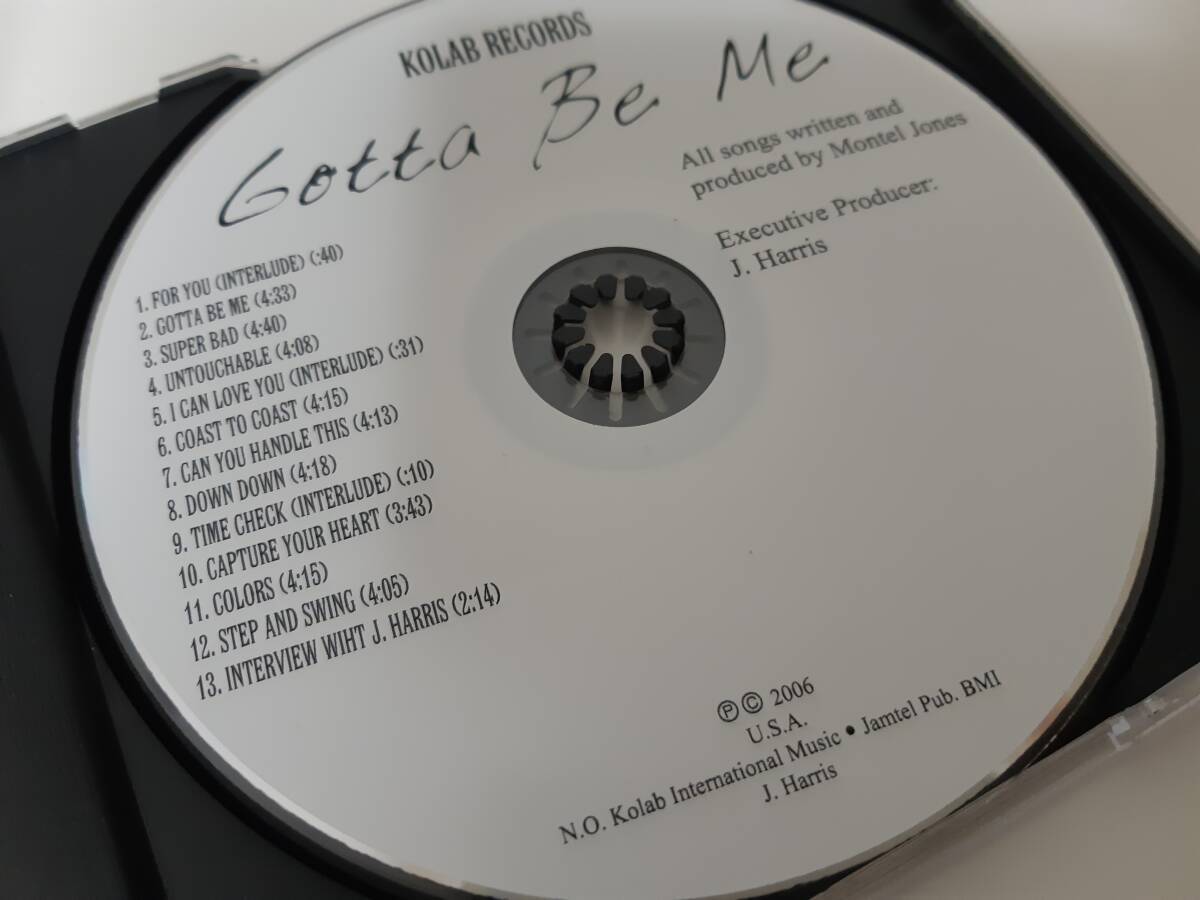 KOLAB RECORDS
Gotta Be Me
All songs written and
produced by Montel Jones
Executive Producer:
J. Harris
1. FOR YOU (INTERLUDE) (:40)
2. GOTTA BE ME (4:33)
3. SUPER BAD (4:40)
4. UNTOUCHABLE (4:08)
5. I CAN LOVE YOU (INTERLUDE) (:31)
6. COAST TO COAST (4:15)
7. CAN YOU HANDLE THIS (4:13)
8. DOWN DOWN (4:18)
9. TIME CHECK (INTERLUDE) (:10)
10. CAPTURE YOUR HEART (3:43)
11. COLORS (4:15)
12. STEP AND SWING (4:05)
13. INTERVIEW WIHT J. HARRIS (2:14)
℗© 2006
U.S.A.
N.O. Kolab International Music • Jamtel Pub. BMI
J. Harris